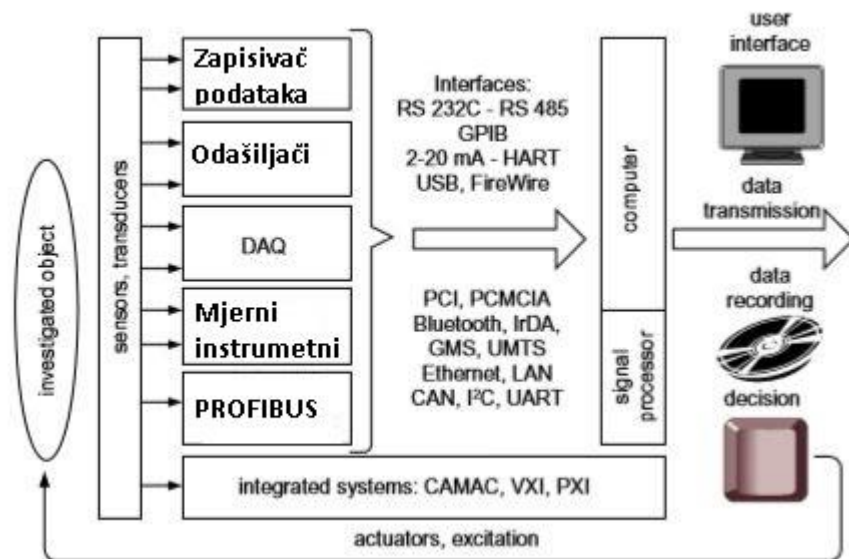 investigated object
sensors, transducers
Zapisivač
podataka
Odašiljači
DAQ
Mjerni
instrumetni
PROFIBUS
integrated systems: CAMAC, VXI, PXI
Interfaces:
RS 232C - RS 485
GPIB
2-20 mA - HART
USB, FireWire
PCI, PCMCIA
Bluetooth, IrDA,
GMS, UMTS
Ethernet, LAN
CAN, I²C, UART
computer
signal
processor
user
interface
data
transmission
data
recording
decision
actuators, excitation